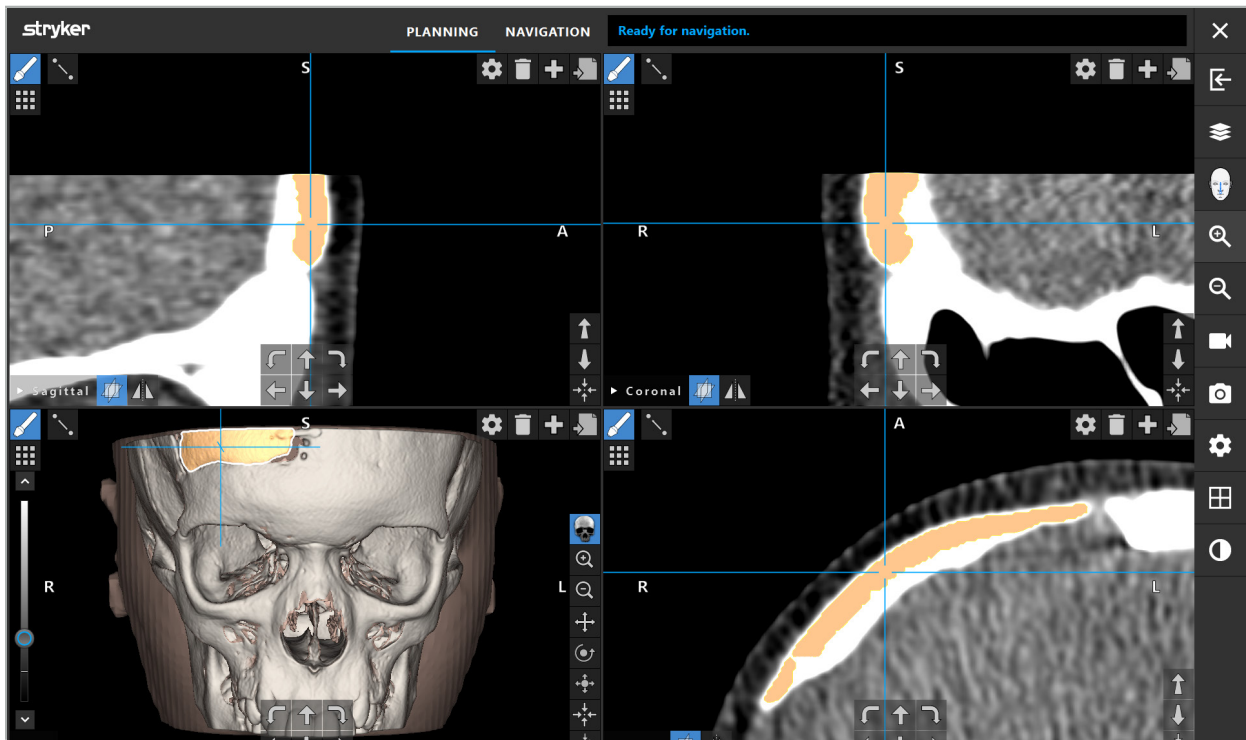 stryker
PLANNING NAVIGATION
Ready for navigation.
S
P
A
Sagittal
S
R
L
Coronal
S
R
L
A
R
L